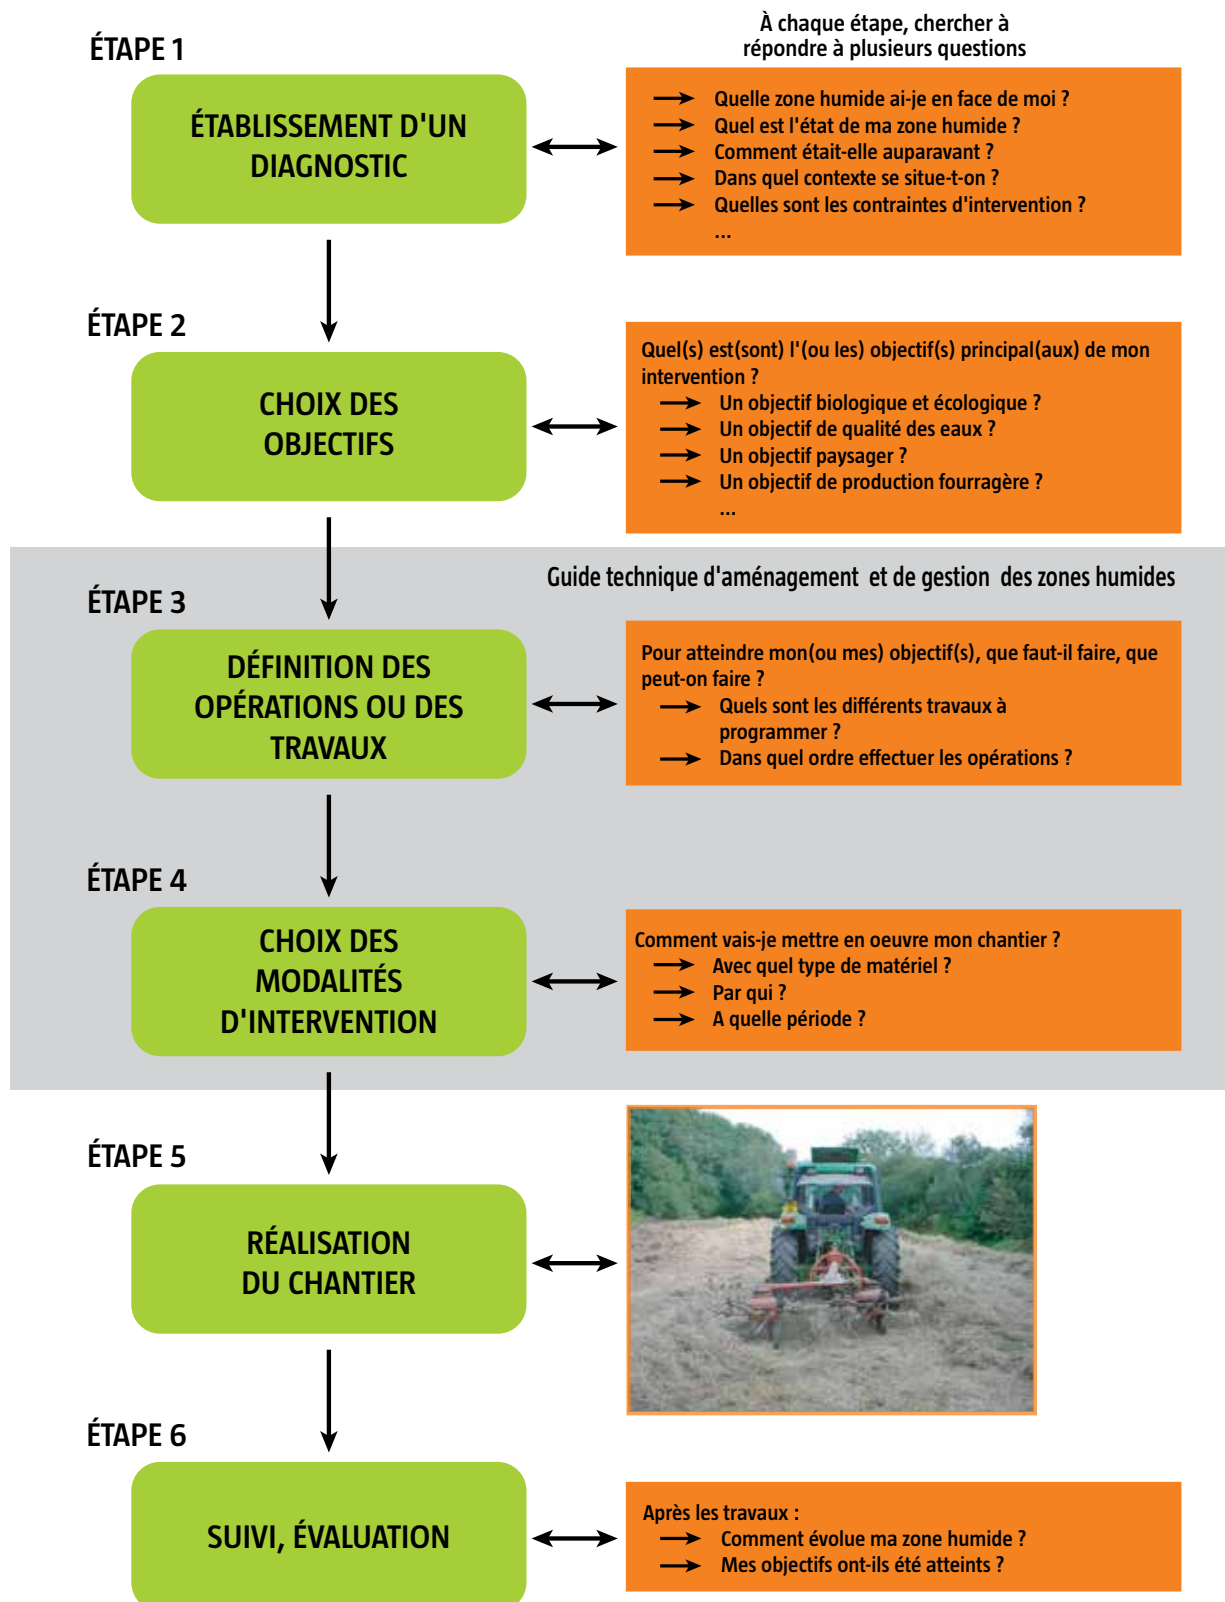 À chaque étape, chercher à
répondre à plusieurs questions
ÉTAPE 1
ÉTABLISSEMENT D'UN
DIAGNOSTIC
Quelle zone humide ai-je en face de moi ?
Quel est l'état de ma zone humide ?
Comment était-elle auparavant ?
Dans quel contexte se situe-t-on ?
Quelles sont les contraintes d'intervention ?
...
ÉTAPE 2
CHOIX DES
OBJECTIFS
Quel(s) est(sont) l'(ou les) objectif(s) principal(aux) de mon
intervention ?
Un objectif biologique et écologique ?
Un objectif de qualité des eaux ?
Un objectif paysager ?
Un objectif de production fourragère ?
...
Guide technique d'aménagement et de gestion des zones humides
ÉTAPE 3
DÉFINITION DES
OPÉRATIONS OU DES
TRAVAUX
Pour atteindre mon(ou mes) objectif(s), que faut-il faire, que
peut-on faire ?
Quels sont les différents travaux à
programmer ?
Dans quel ordre effectuer les opérations ?
ÉTAPE 4
CHOIX DES
MODALITÉS
D'INTERVENTION
Comment vais-je mettre en oeuvre mon chantier ?
Avec quel type de matériel ?
Par qui ?
A quelle période ?
ÉTAPE 5
RÉALISATION
DU CHANTIER
ÉTAPE 6
SUIVI, ÉVALUATION
Après les travaux :
Comment évolue ma zone humide ?
Mes objectifs ont-ils été atteints ?